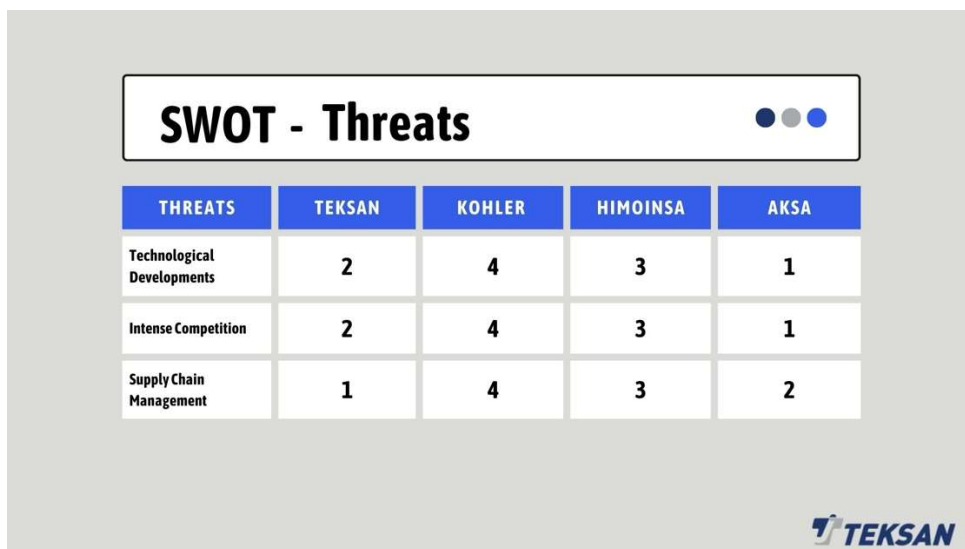 SWOT - Threats
THREATS TEKSAN KOHLER HIMOINSA AKSA
Technological
Developments 2 4 3 1
Intense Competition 2 4 3 1
Supply Chain
Management 1 4 3 2
TEKSAN